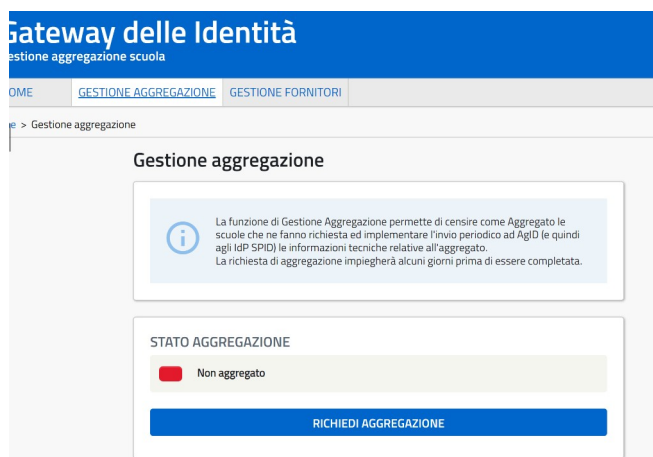 Gateway delle Identità
estione aggregazione scuola
OME GESTIONE AGGREGAZIONE GESTIONE FORNITORI
e > Gestione aggregazione
Gestione aggregazione
La funzione di Gestione Aggregazione permette di censire come Aggregato le
scuole che ne fanno richiesta ed implementare l'invio periodico ad AgID (e quindi
agli IdP SPID) le informazioni tecniche relative all'aggregato.
La richiesta di aggregazione impiegherà alcuni giorni prima di essere completata.
STATO AGGREGAZIONE
Non aggregato
RICHIEDI AGGREGAZIONE